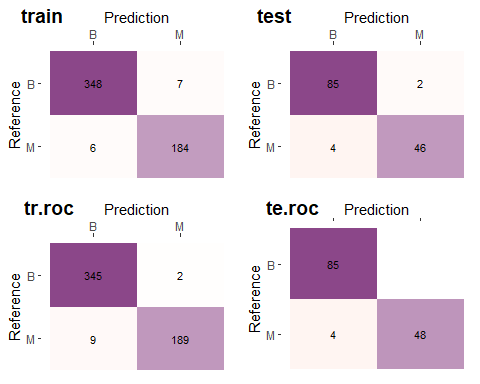 train Prediction test Prediction
B M B M
Reference B 348 7 Reference B 85 2
M 6 184 M 4 46
tr.roc Prediction te.roc Prediction
B M
Reference B 345 2 Reference B 85
M 9 189 M 4 48